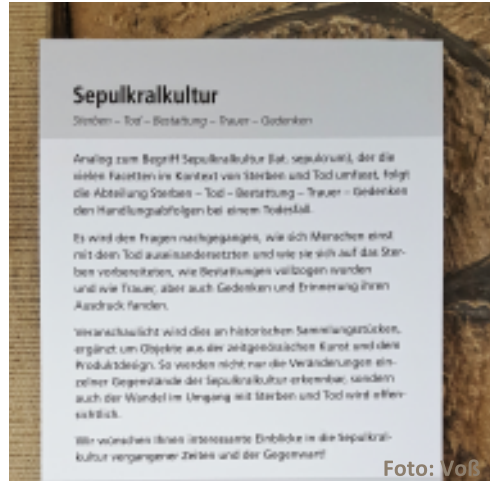 Sepulkralkultur
Sterben – Tod – Bestattung – Trauer – Gedenken
Analog zum Begriff Sepulkralkultur (lat. sepulcrum), der die
vielen Facetten im Kontext von Sterben und Tod umfasst, folgt
die Abteilung Sterben – Tod – Bestattung – Trauer – Gedenken
den Handlungsabfolgen bei einem Todesfall.
Es wird den Fragen nachgegangen, wie sich Menschen einst
mit dem Tod auseinandersetzten und wie sie sich auf das Ster-
ben vorbereiteten, wie Bestattungen vollzogen wurden
und wie Trauer, aber auch Gedenken und Erinnerung ihren
Ausdruck fanden.
Veranschaulicht wird dies an historischen Sammlungsstücken,
ergänzt um Objekte aus der zeitgenössischen Kunst und dem
Produktdesign. So werden nicht nur die Veränderungen ein-
zelner Gegenstände der Sepulkralkultur erkennbar, sondern
auch der Wandel im Umgang mit Sterben und Tod wird offen-
sichtlich.
Wir wünschen Ihnen interessante Einblicke in die Sepulkral-
kultur vergangener Zeiten und der Gegenwart!
Foto: Voß